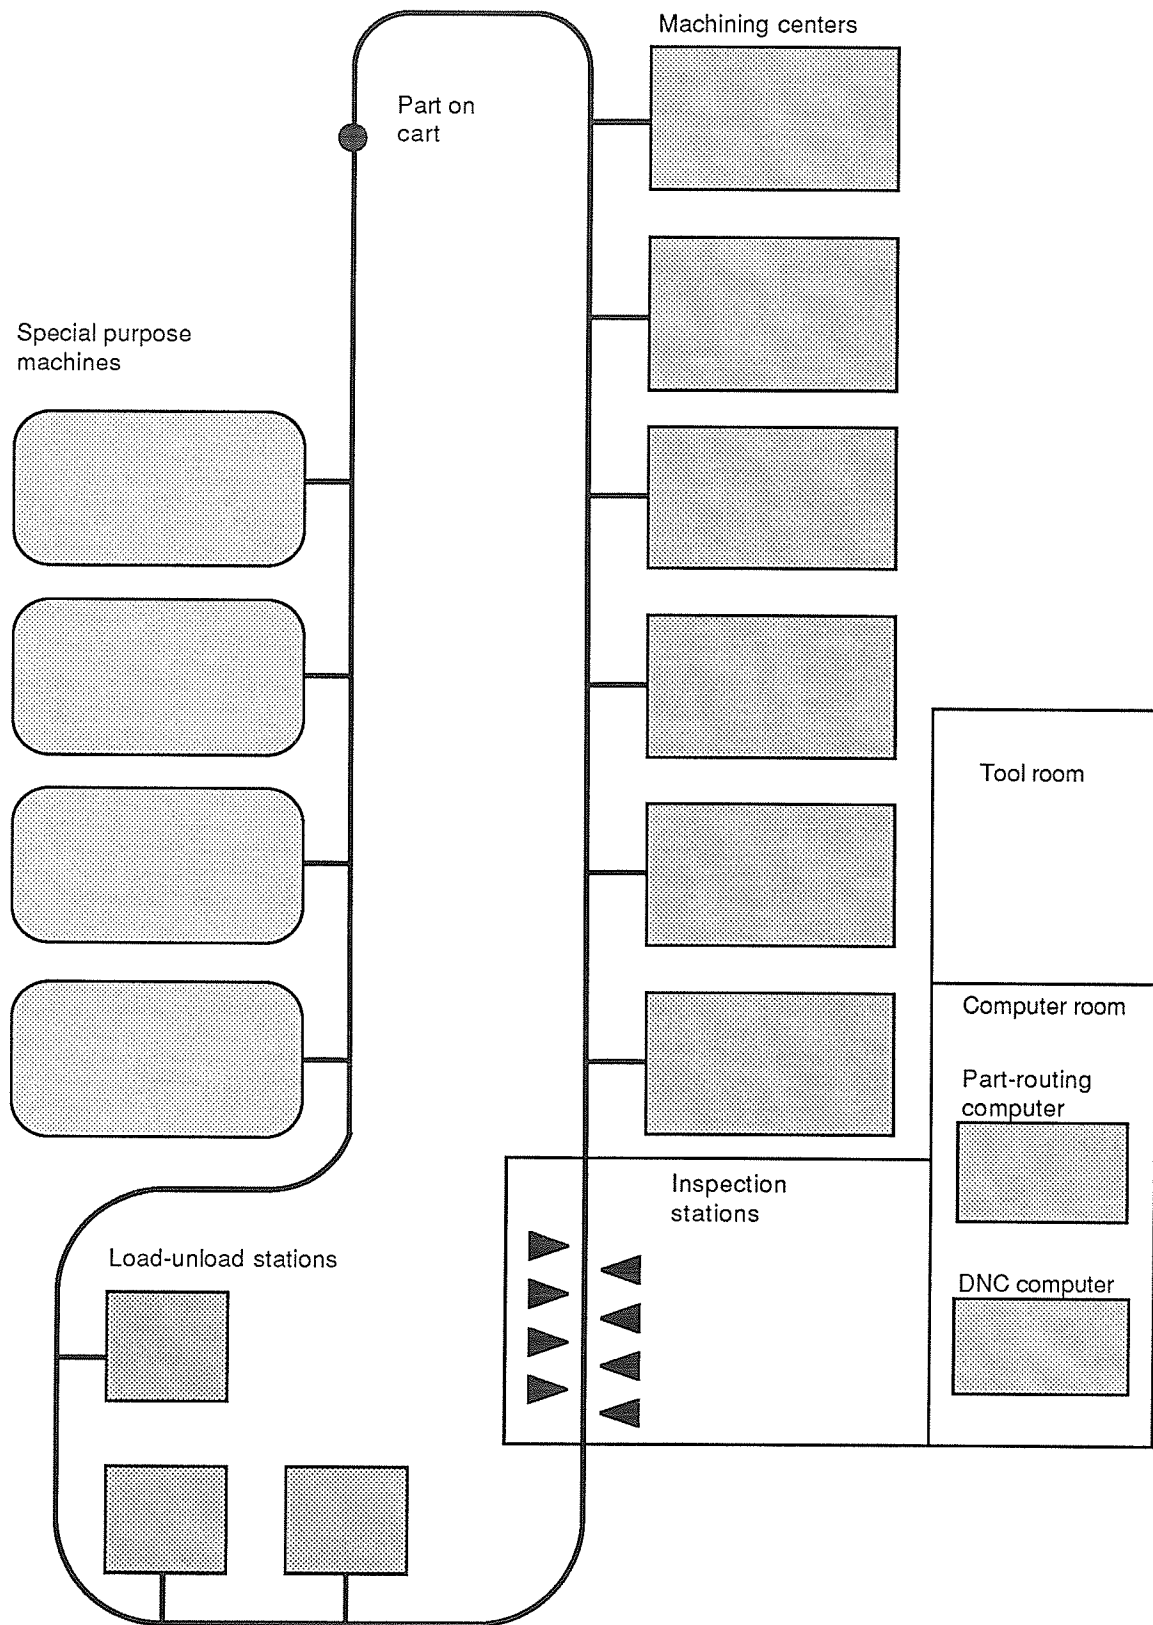 Machining centers
Part on
cart
Special purpose
machines
Tool room
Computer room
Part-routing
computer
Inspection
stations
Load-unload stations
DNC computer